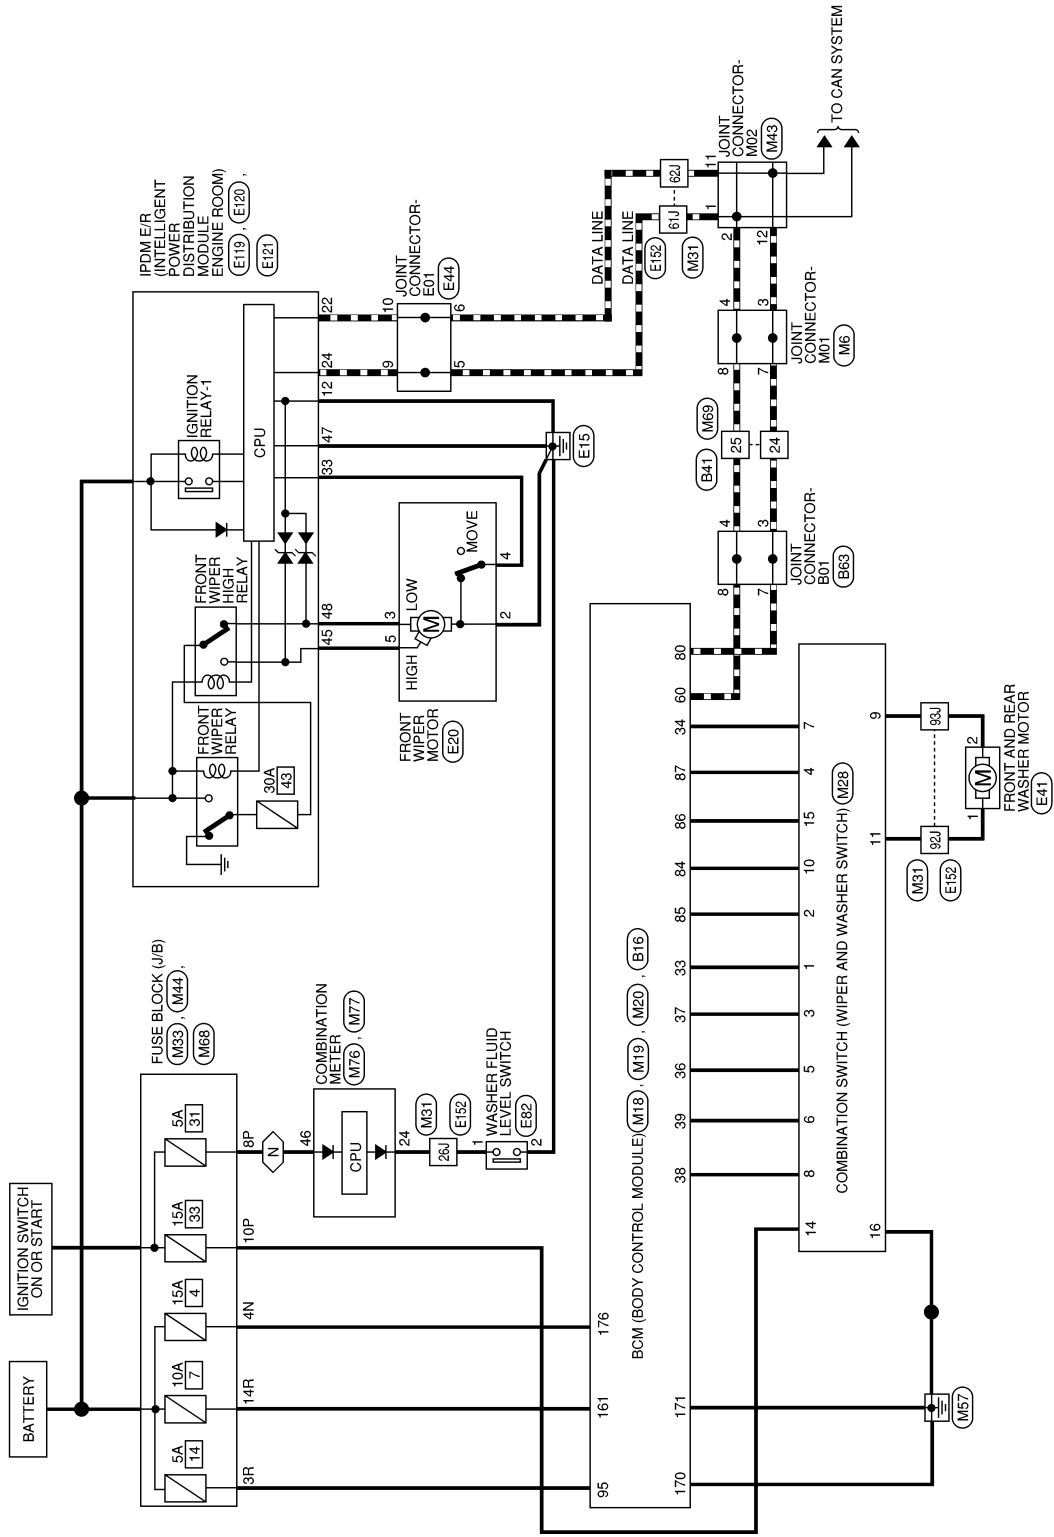 BATTERY
IGNITION SWITCH
ON OR START
FUSE BLOCK (J/B)
M33 , M44 ,
M68
5A
14
10A
7
15A
4
15A
33
5A
31
3R
14R
4N
10P
8P
N
COMBINATION
METER
M76 , M77
46
CPU
24
M31
E152
26J
1
WASHER FLUID
LEVEL SWITCH
E82
2
IPDM E/R
(INTELLIGENT
POWER
DISTRIBUTION
MODULE
ENGINE ROOM)
E119 , E120 ,
E121
FRONT
WIPER
RELAY
30A
43
FRONT
WIPER
HIGH
RELAY
IGNITION
RELAY-1
CPU
45
48
33
47
12
24
22
FRONT
WIPER
MOTOR
E20
5
3
HIGH
LOW
M
MOVE
2
4
E15
9
10
JOINT
CONNECTOR-
E01
E44
5
6
DATA LINE
DATA LINE
E152
M31
61J
62J
1
11
JOINT
CONNECTOR-
M02
M43
2
12
TO CAN SYSTEM
4
3
JOINT
CONNECTOR-
M01
M6
8
7
M69
B41
25
24
4
3
JOINT
CONNECTOR-
B01
B63
8
7
95
161
176
BCM (BODY CONTROL MODULE) M18 , M19 , M20 , B16
170
171
38
39
36
37
33
85
84
86
87
34
60
80
14
8
6
5
3
1
2
10
15
4
7
COMBINATION SWITCH (WIPER AND WASHER SWITCH) M28
16
11
9
M31
E152
92J
93J
1
2
M
FRONT AND REAR
WASHER MOTOR
E41
M57